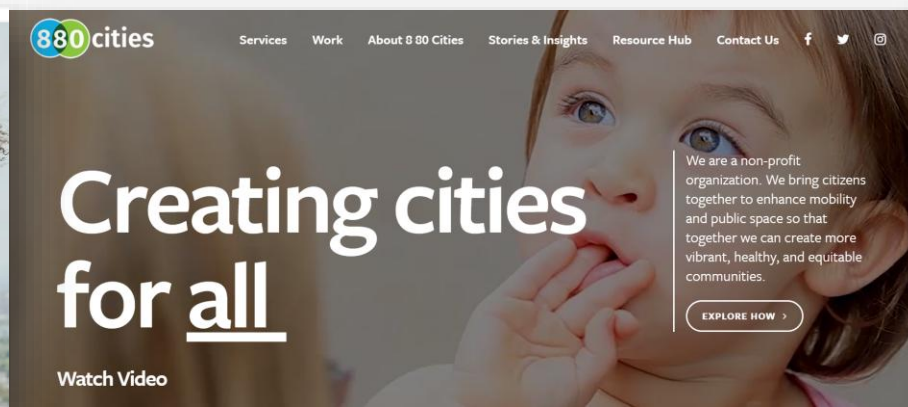 880 cities
Services Work About 8 80 Cities Stories & Insights Resource Hub Contact Us
Creating cities
for all
Watch Video
We are a non-profit
organization. We bring citizens
together to enhance mobility
and public space so that
together we can create more
vibrant, healthy, and equitable
communities.
EXPLORE HOW >